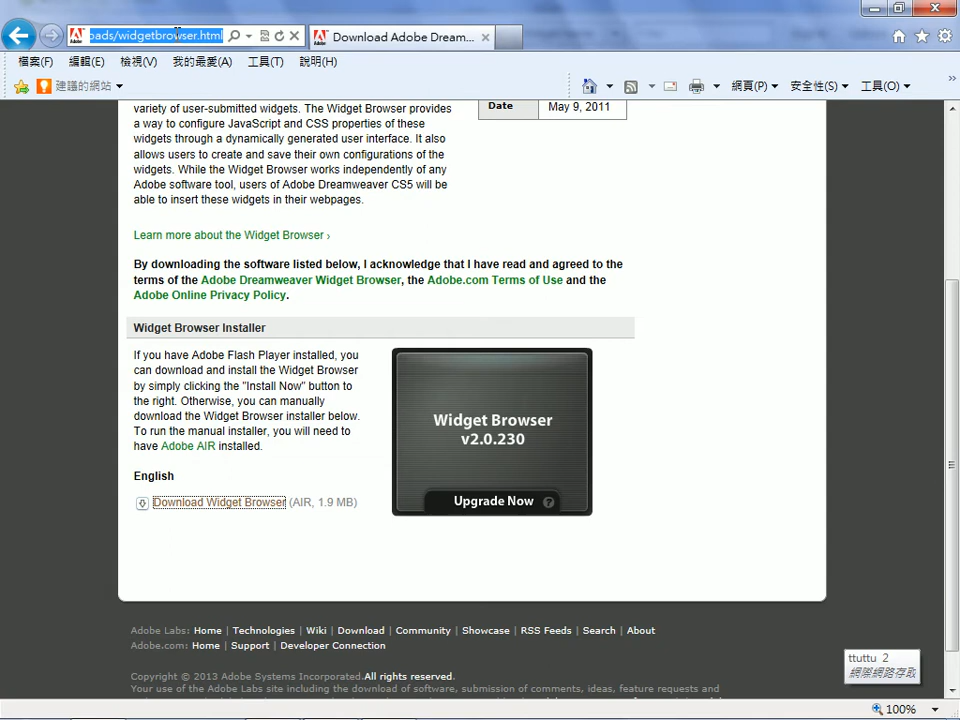 oads/widgetbrowser.html
Download Adobe Dream...
檔案(F) 編輯(E) 檢視(V) 我的最愛(A) 工具(T) 說明(H)
建議的網站 網頁(P) 安全性(S) 工具(O) »
variety of user-submitted widgets. The Widget Browser provides
a way to configure JavaScript and CSS properties of these
widgets through a dynamically generated user interface. It also
allows users to create and save their own configurations of the
widgets. While the Widget Browser works independently of any
Adobe software tool, users of Adobe Dreamweaver CS5 will be
able to insert these widgets in their webpages.
Date May 9, 2011
Learn more about the Widget Browser ›
By downloading the software listed below, I acknowledge that I have read and agreed to the
terms of the Adobe Dreamweaver Widget Browser, the Adobe.com Terms of Use and the
Adobe Online Privacy Policy.
Widget Browser Installer
If you have Adobe Flash Player installed, you
can download and install the Widget Browser
by simply clicking the "Install Now" button to
the right. Otherwise, you can manually
download the Widget Browser installer below.
To run the manual installer, you will need to
have Adobe AIR installed.
Widget Browser
v2.0.230
Upgrade Now ?
English
Download Widget Browser (AIR, 1.9 MB)
Adobe Labs: Home | Technologies | Wiki | Download | Community | Showcase | RSS Feeds | Search | About
Adobe.com: Home | Support | Developer Connection
Copyright © 2013 Adobe Systems Incorporated.All rights reserved.
Your use of the Adobe Labs site including the download of software, submission of comments, ideas, feature requests and
ttuttu 2
網際網路存取
100%